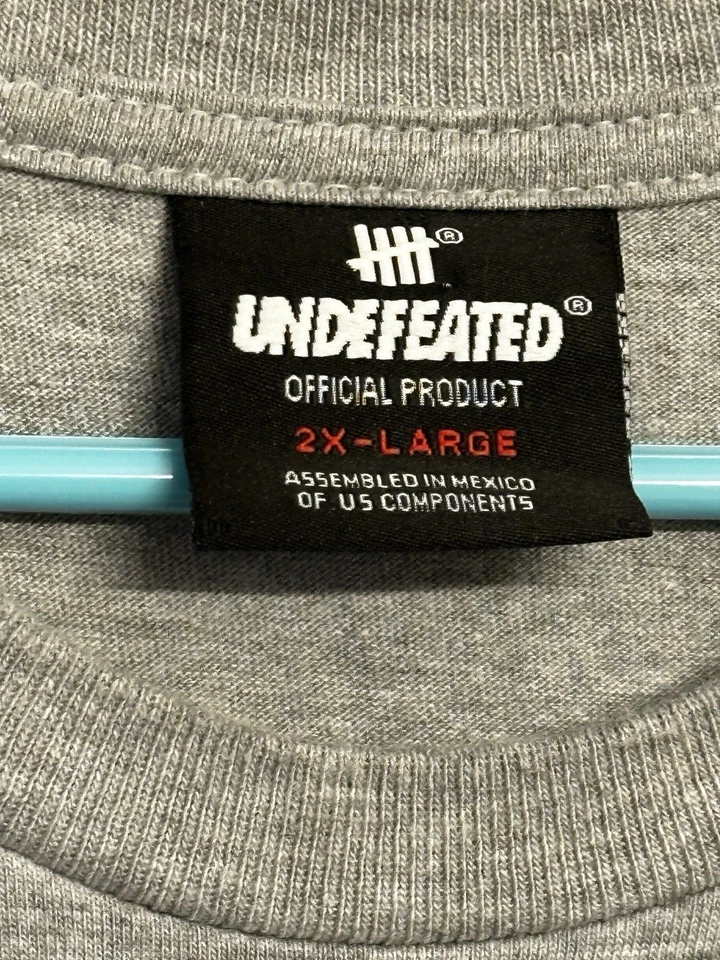 ®
UNDEFEATED®
OFFICIAL PRODUCT
2X-LARGE
ASSEMBLED IN MEXICO
OF US COMPONENTS